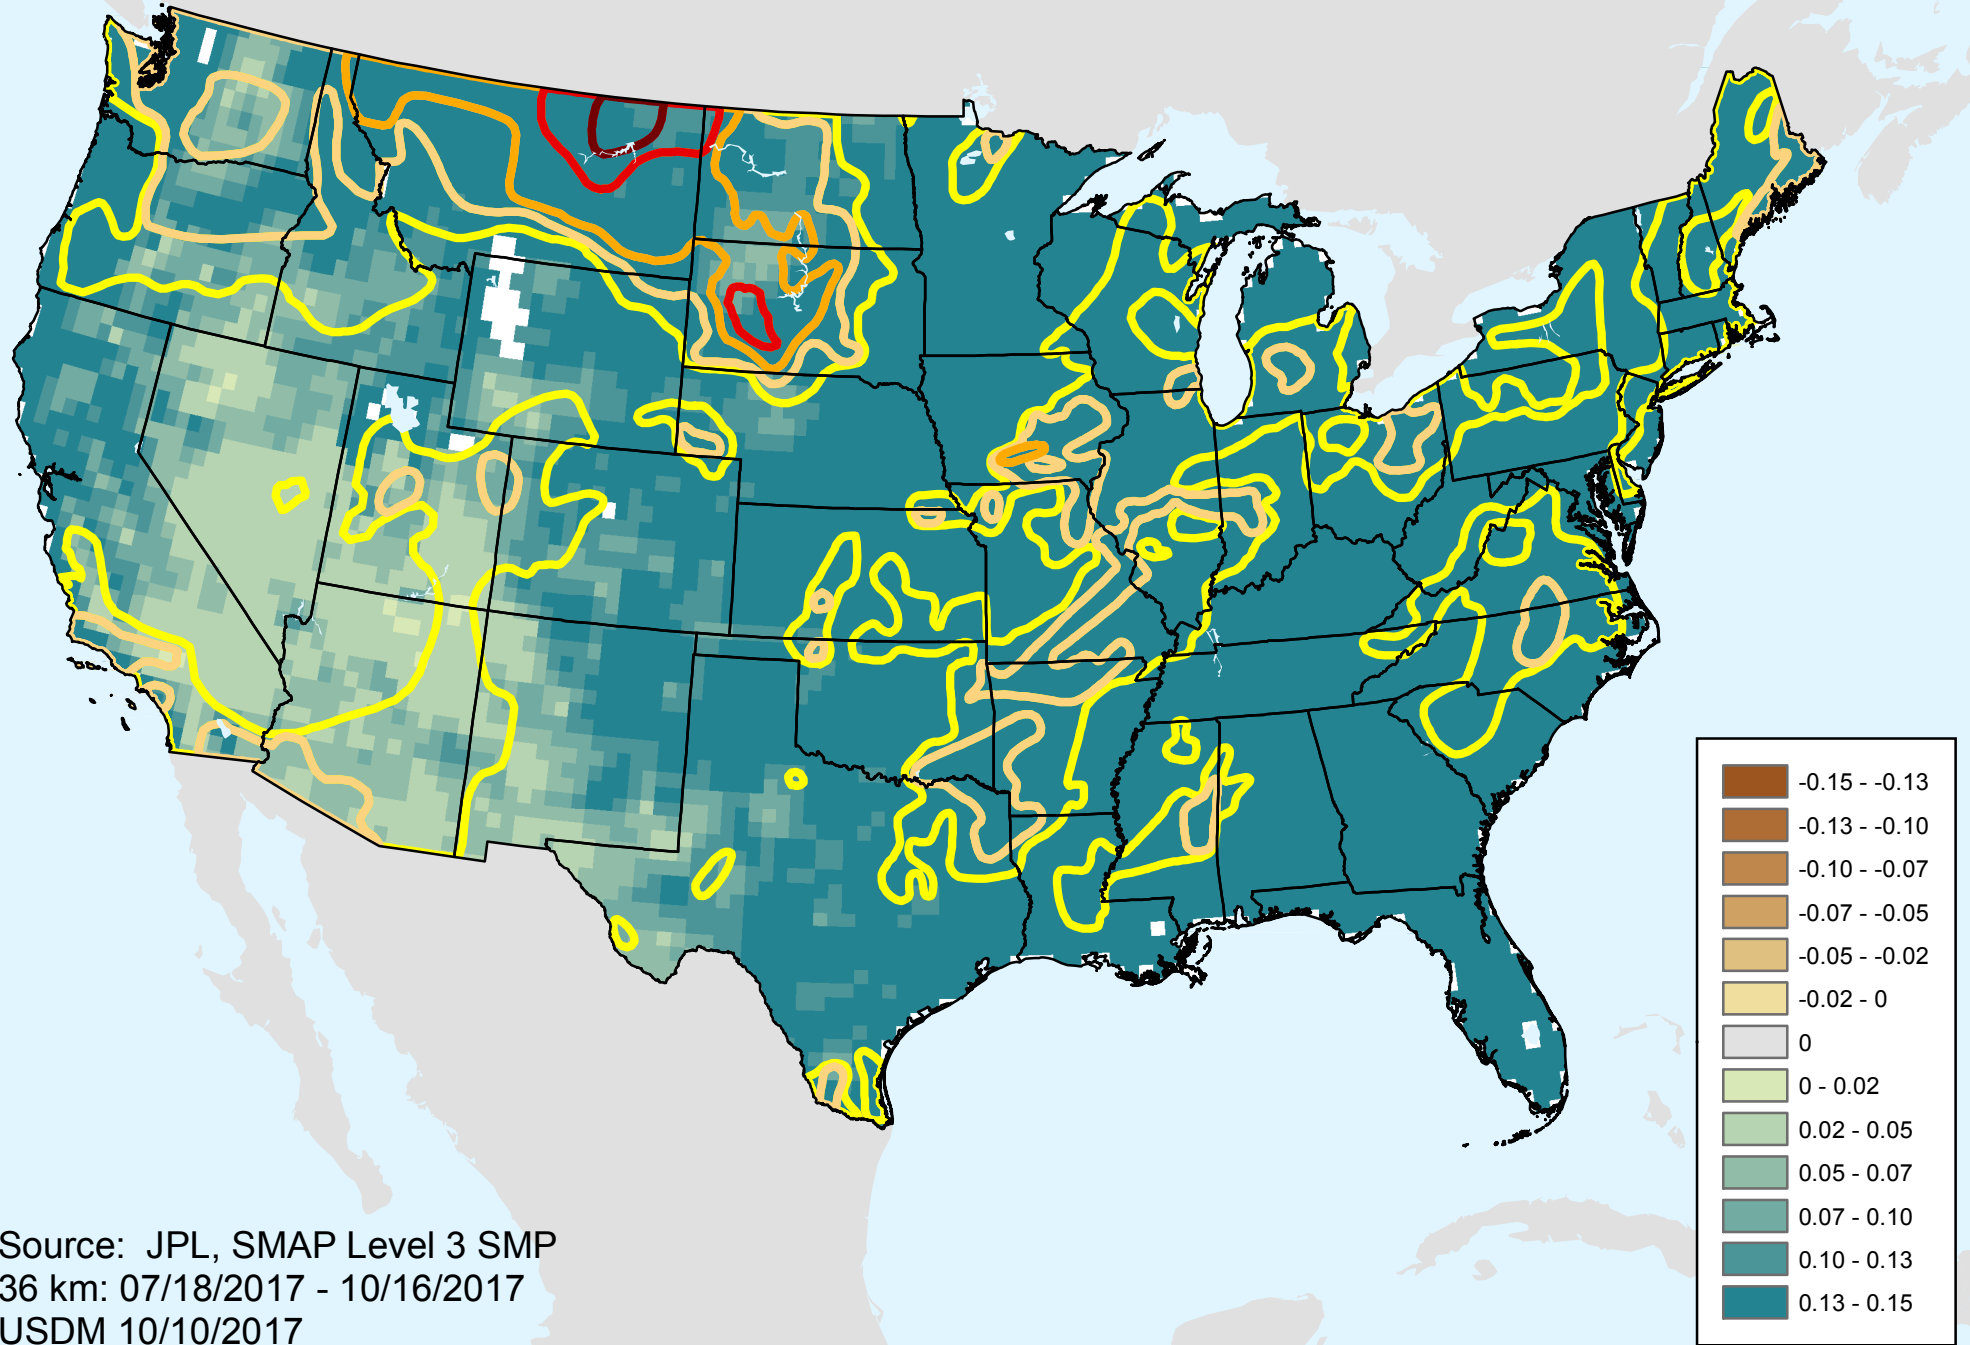 -0.15 - -0.13
-0.13 - -0.10
-0.10 - -0.07
-0.07 - -0.05
-0.05 - -0.02
-0.02 - 0
0
0 - 0.02
0.02 - 0.05
0.05 - 0.07
0.07 - 0.10
0.10 - 0.13
0.13 - 0.15
Source: JPL, SMAP Level 3 SMP
36 km: 07/18/2017 - 10/16/2017
USDM 10/10/2017